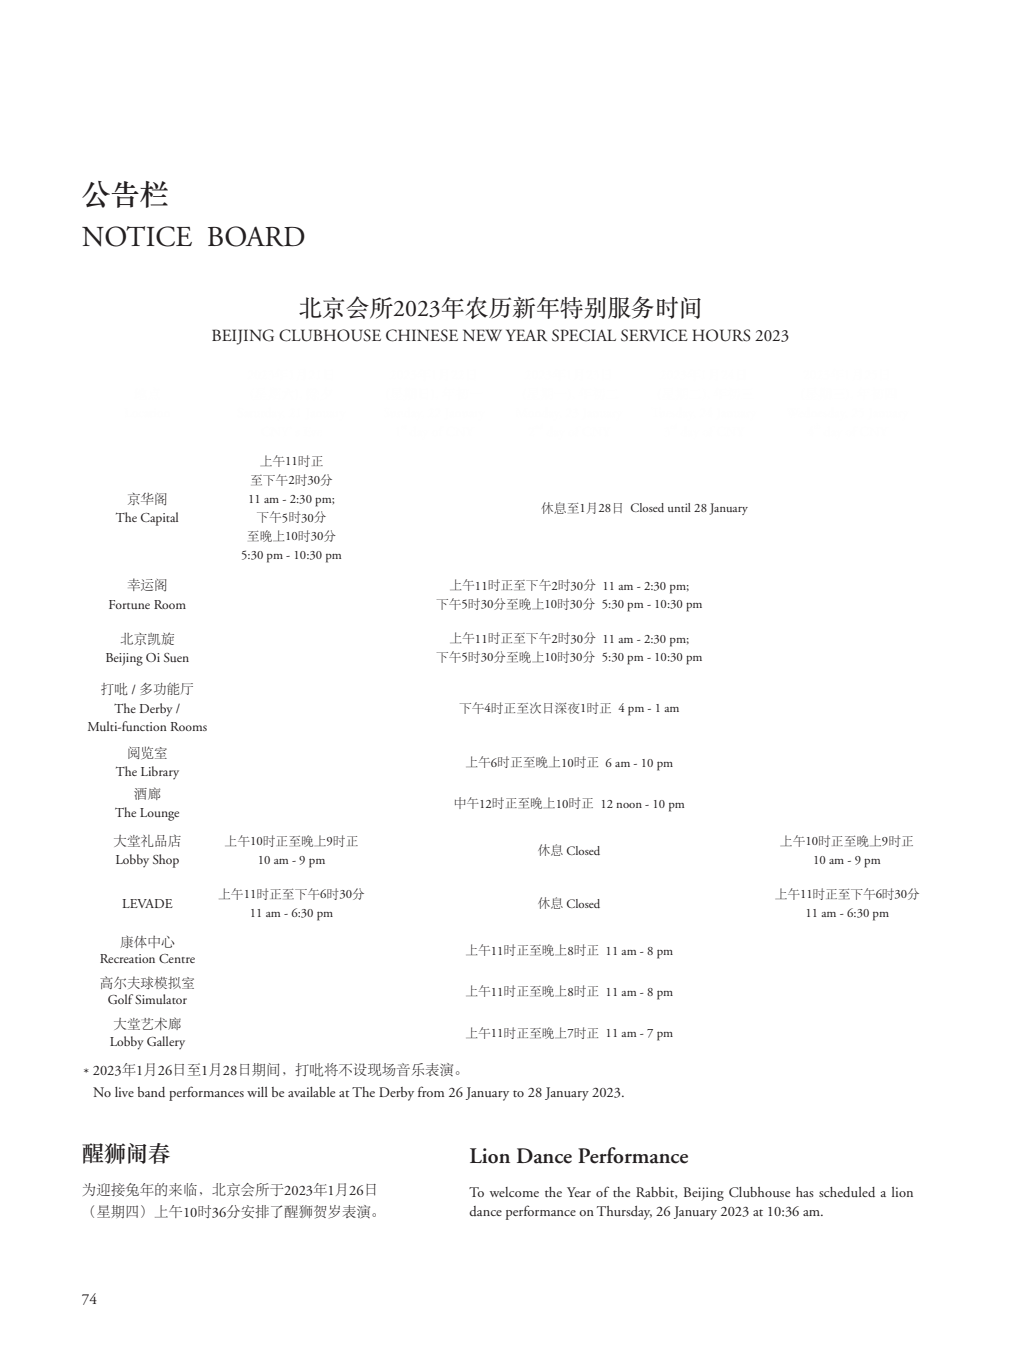 公告栏
NOTICE BOARD
北京会所2023年农历新年特别服务时间
BEIJING CLUBHOUSE CHINESE NEW YEAR SPECIAL SERVICE HOURS 2023
京华阁
The Capital
上午11时正
至下午2时30分
11 am - 2:30 pm;
下午5时30分
至晚上10时30分
5:30 pm - 10:30 pm
休息至1月28日 Closed until 28 January
幸运阁
Fortune Room
上午11时正至下午2时30分 11 am - 2:30 pm;
下午5时30分至晚上10时30分 5:30 pm - 10:30 pm
北京凯旋
Beijing Oi Suen
上午11时正至下午2时30分 11 am - 2:30 pm;
下午5时30分至晚上10时30分 5:30 pm - 10:30 pm
打吡 / 多功能厅
The Derby /
Multi-function Rooms
下午4时正至次日深夜1时正 4 pm - 1 am
阅览室
The Library
上午6时正至晚上10时正 6 am - 10 pm
酒廊
The Lounge
中午12时正至晚上10时正 12 noon - 10 pm
大堂礼品店
Lobby Shop
上午10时正至晚上9时正
10 am - 9 pm
休息 Closed
上午10时正至晚上9时正
10 am - 9 pm
LEVADE
上午11时正至下午6时30分
11 am - 6:30 pm
休息 Closed
上午11时正至下午6时30分
11 am - 6:30 pm
康体中心
Recreation Centre
上午11时正至晚上8时正 11 am - 8 pm
高尔夫球模拟室
Golf Simulator
上午11时正至晚上8时正 11 am - 8 pm
大堂艺术廊
Lobby Gallery
上午11时正至晚上7时正 11 am - 7 pm
* 2023年1月26日至1月28日期间，打吡将不设现场音乐表演。
No live band performances will be available at The Derby from 26 January to 28 January 2023.
醒狮闹春
为迎接兔年的来临，北京会所于2023年1月26日
（星期四）上午10时36分安排了醒狮贺岁表演。
Lion Dance Performance
To welcome the Year of the Rabbit, Beijing Clubhouse has scheduled a lion
dance performance on Thursday, 26 January 2023 at 10:36 am.
74